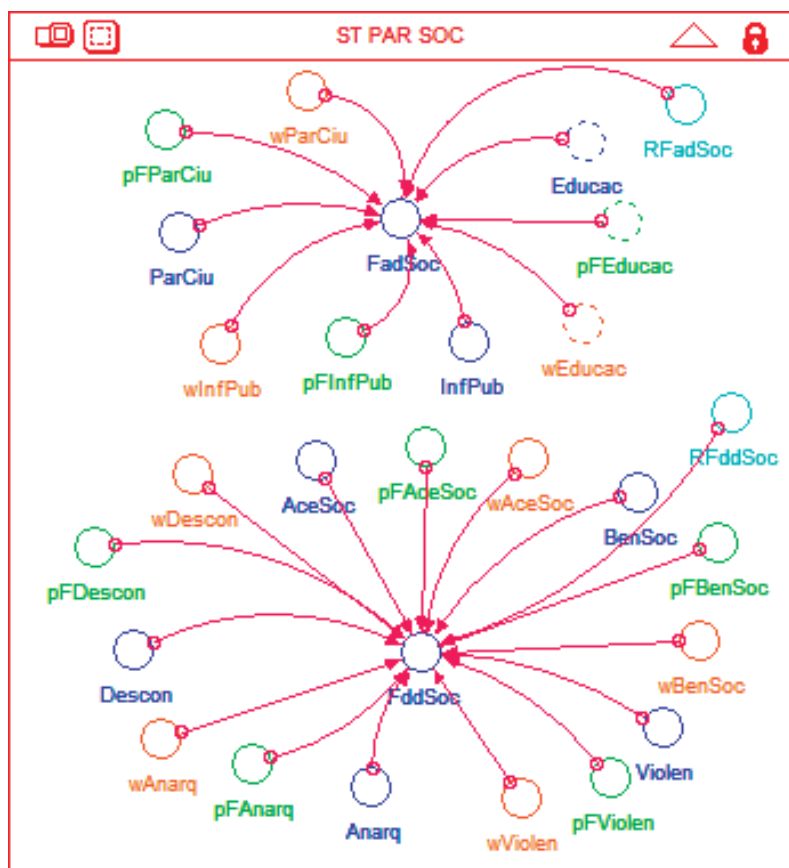 ST PAR SOC
wParCiu
RFadSoc
pFParCiu
Educac
ParCiu
FadSoc
pFEducac
wInfPub
pFInfPub
InfPub
wEducac
RFddSoc
AceSoc
pFAceSoc
wAceSoc
wDescon
BenSoc
pFDescon
pFBenSoc
Descon
FddSoc
wBenSoc
wAnarq
Violen
pFAnarq
Anarq
wViolen
pFViolen